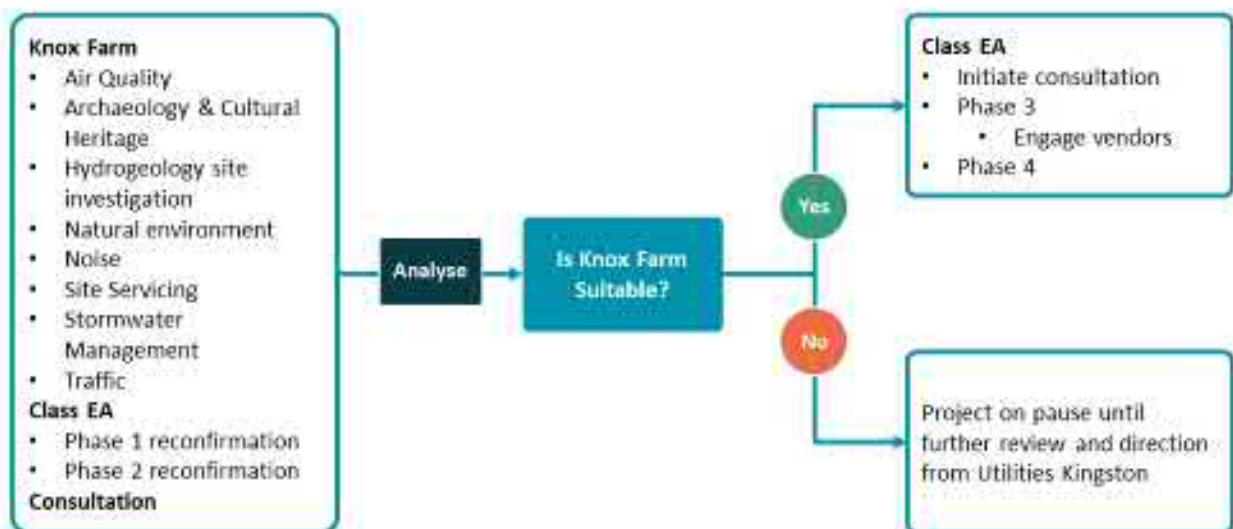 Knox Farm
• Air Quality
• Archaeology & Cultural
Heritage
• Hydrogeology site
investigation
• Natural environment
• Noise
• Site Servicing
• Stormwater
Management
• Traffic
Class EA
• Phase 1 reconfirmation
• Phase 2 reconfirmation
Consultation
Analyse
Is Knox Farm
Suitable?
Yes
No
Class EA
• Initiate consultation
• Phase 3
• Engage vendors
• Phase 4
Project on pause until
further review and direction
from Utilities Kingston